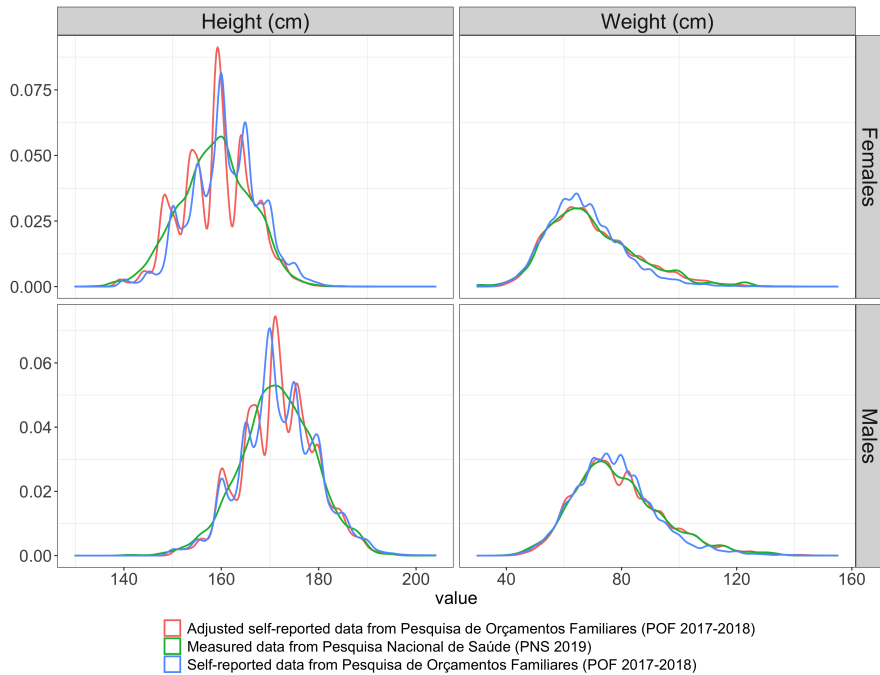 Height (cm) Weight (cm)
0.075
0.050
0.025
0.000
Females
0.06
0.04
0.02
0.00
Males
140 160 180 200 40 80 120 160
value
Adjusted self-reported data from Pesquisa de Orçamentos Familiares (POF 2017-2018)
Measured data from Pesquisa Nacional de Saúde (PNS 2019)
Self-reported data from Pesquisa de Orçamentos Familiares (POF 2017-2018)